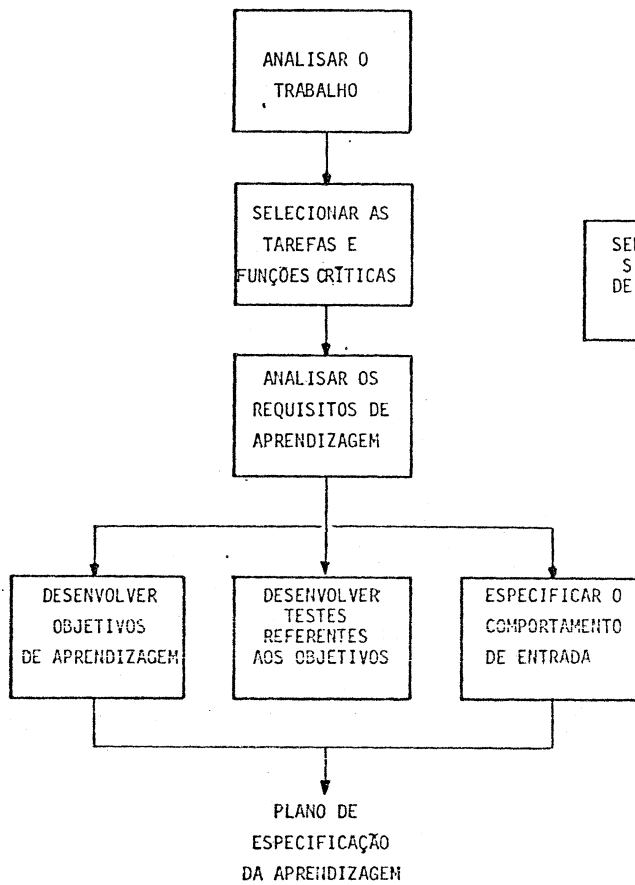 ANALISAR O
TRABALHO
SELECIONAR AS
TAREFAS E
FUNÇÕES CRÍTICAS
ANALISAR OS
REQUISITOS DE
APRENDIZAGEM
DESENVOLVER
OBJETIVOS
DE APRENDIZAGEM
DESENVOLVER
TESTES
REFERENTES
AOS OBJETIVOS
ESPECIFICAR O
COMPORTAMENTO
DE ENTRADA
PLANO DE
ESPECIFICAÇÃO
DA APRENDIZAGEM
DE